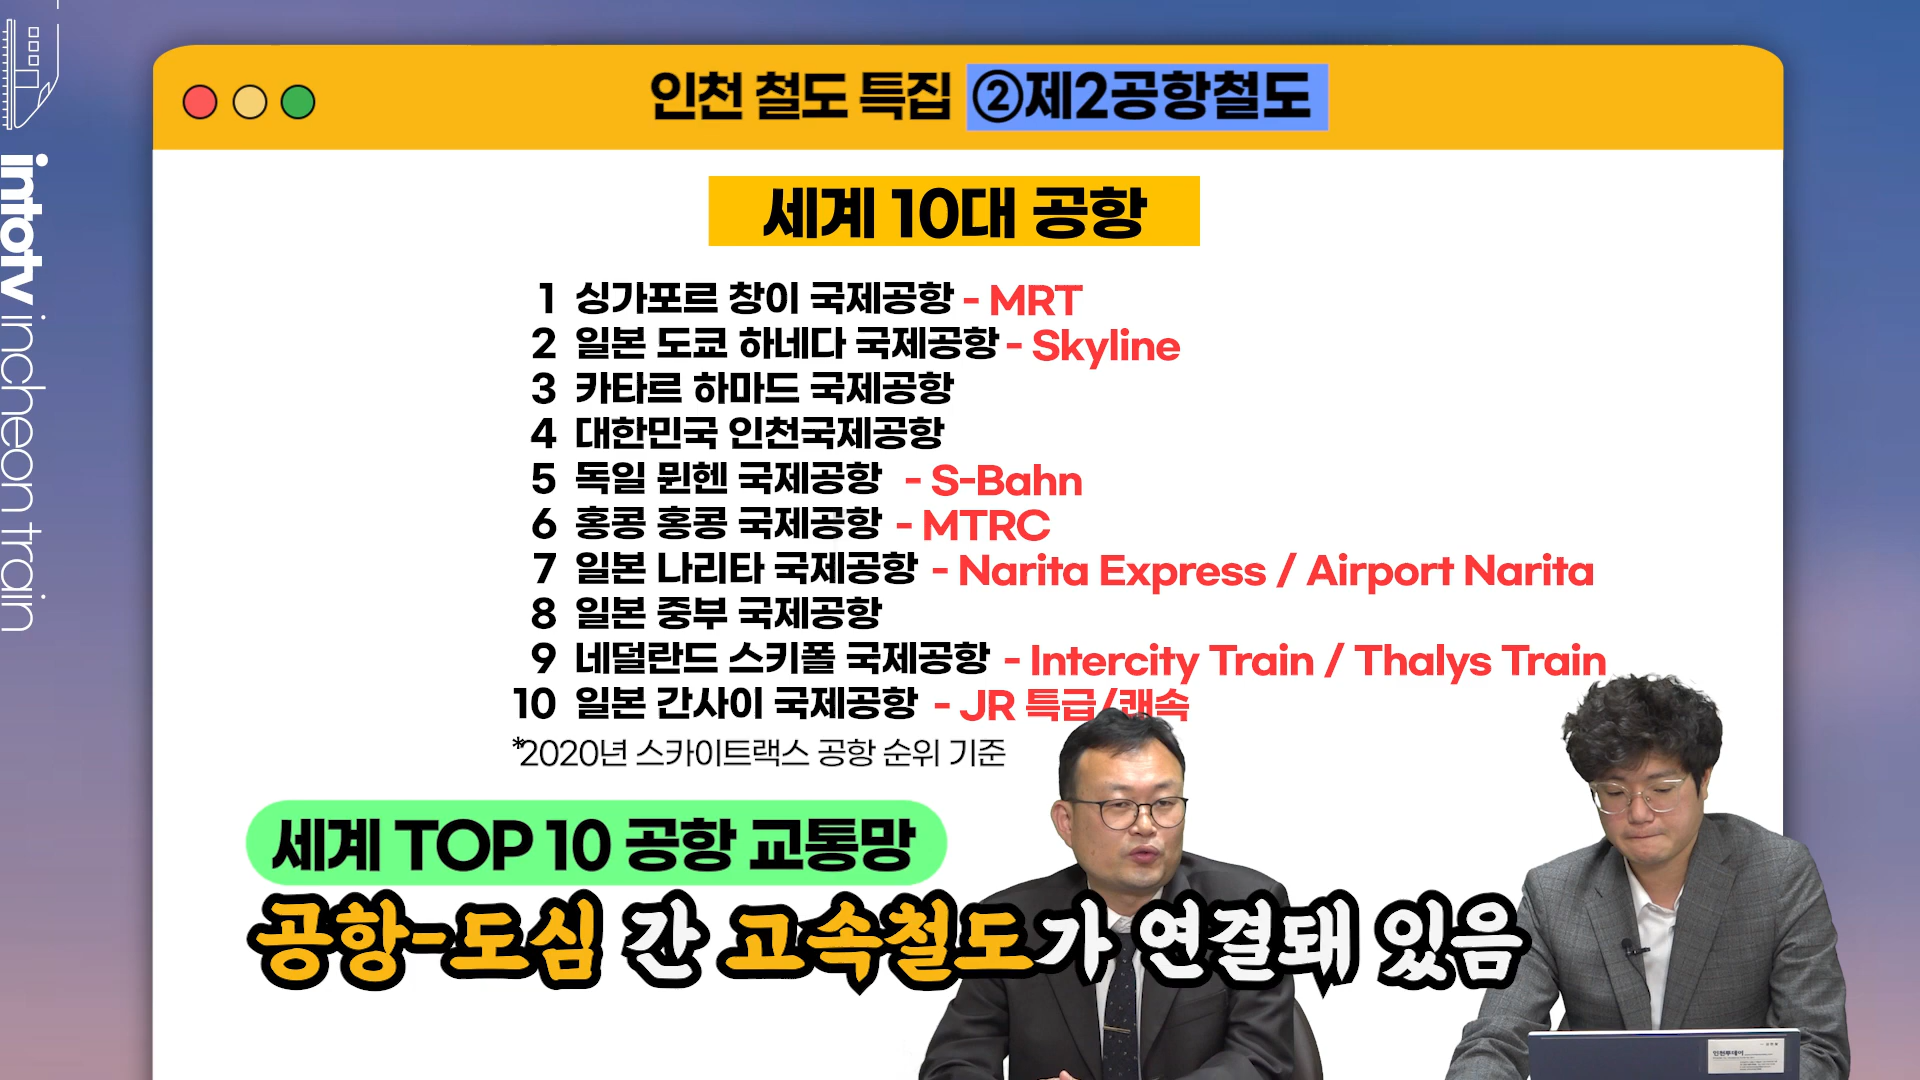 intotv incheon train
인천 철도 특집 ②제2공항철도
세계 10대 공항
1 싱가포르 창이 국제공항 - MRT
2 일본 도쿄 하네다 국제공항 - Skyline
3 카타르 하마드 국제공항
4 대한민국 인천국제공항
5 독일 뮌헨 국제공항 - S-Bahn
6 홍콩 홍콩 국제공항 - MTRC
7 일본 나리타 국제공항 - Narita Express / Airport Narita
8 일본 중부 국제공항
9 네덜란드 스키폴 국제공항 - Intercity Train / Thalys Train
10 일본 간사이 국제공항 - JR 특급/쾌속
*2020년 스카이트랙스 공항 순위 기준
세계 TOP 10 공항 교통망
공항-도심 간 고속철도가 연결돼 있음
인천투데이